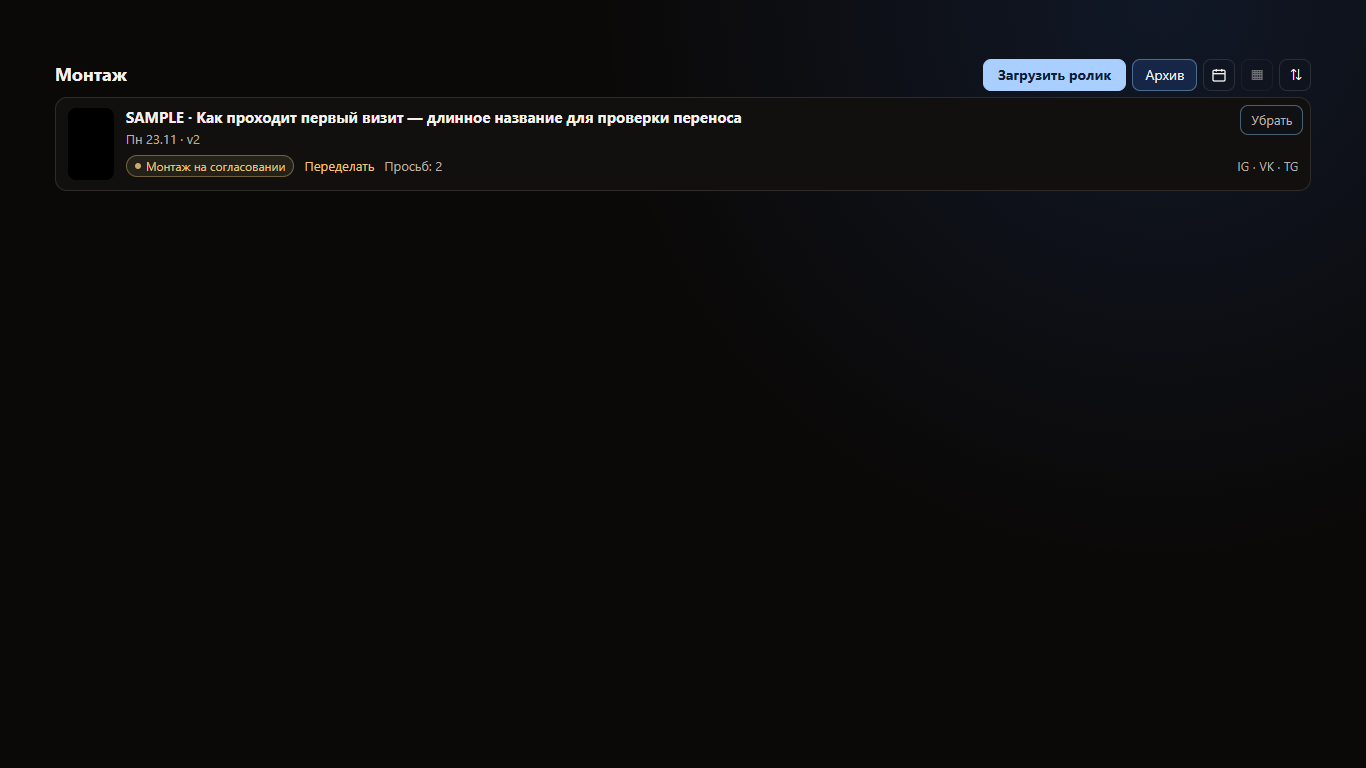 Монтаж
Загрузить ролик
Архив
SAMPLE · Как проходит первый визит — длинное название для проверки переноса
Убрать
Пн 23.11 · v2
Монтаж на согласовании
Переделать
Просьб: 2
IG · VK · TG